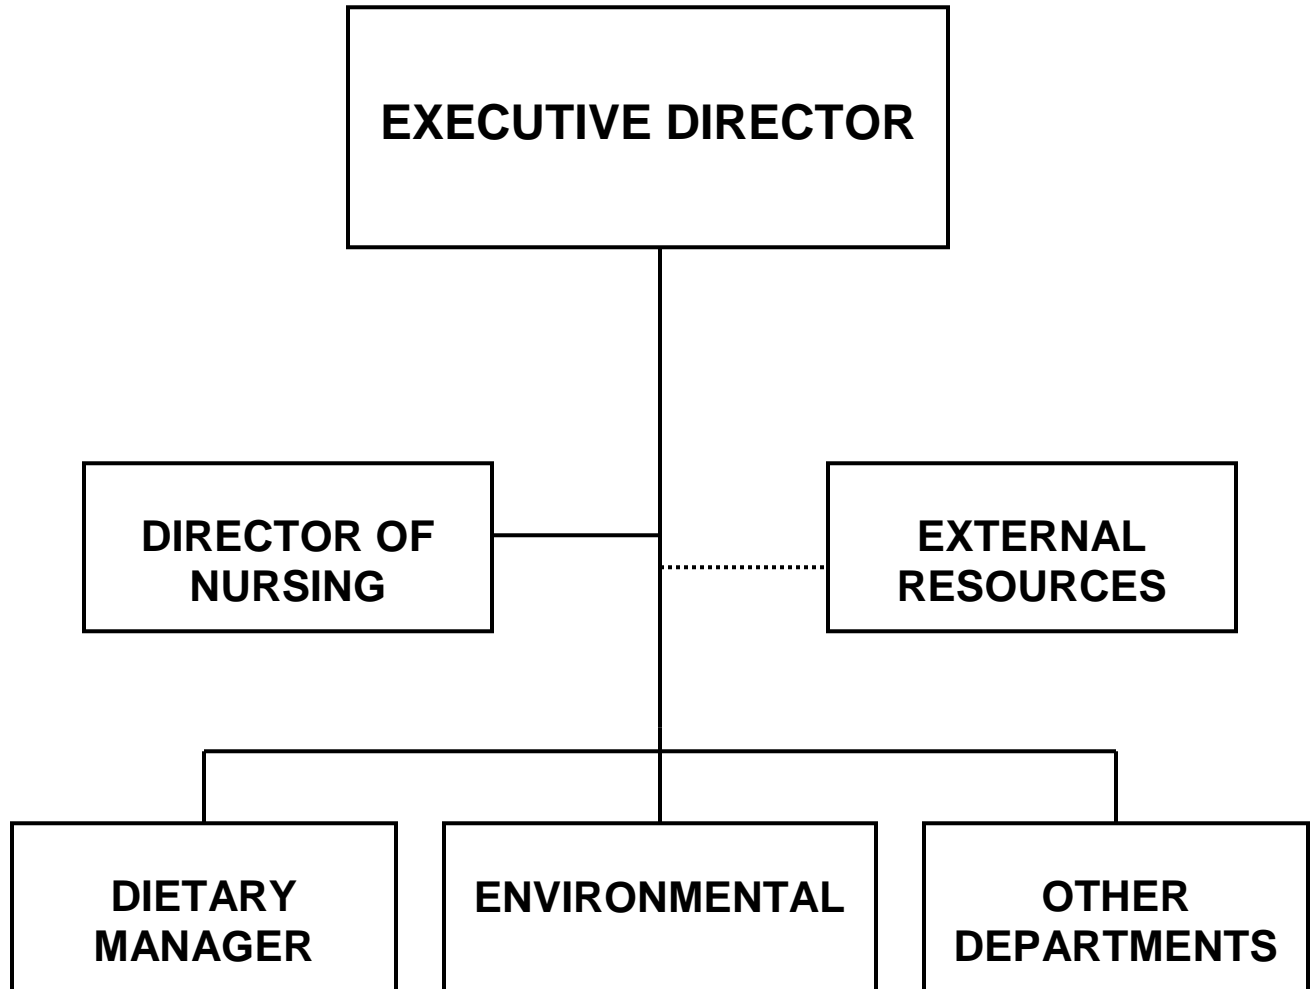 EXECUTIVE DIRECTOR
DIRECTOR OF
NURSING
EXTERNAL
RESOURCES
DIETARY
MANAGER
ENVIRONMENTAL
OTHER
DEPARTMENTS